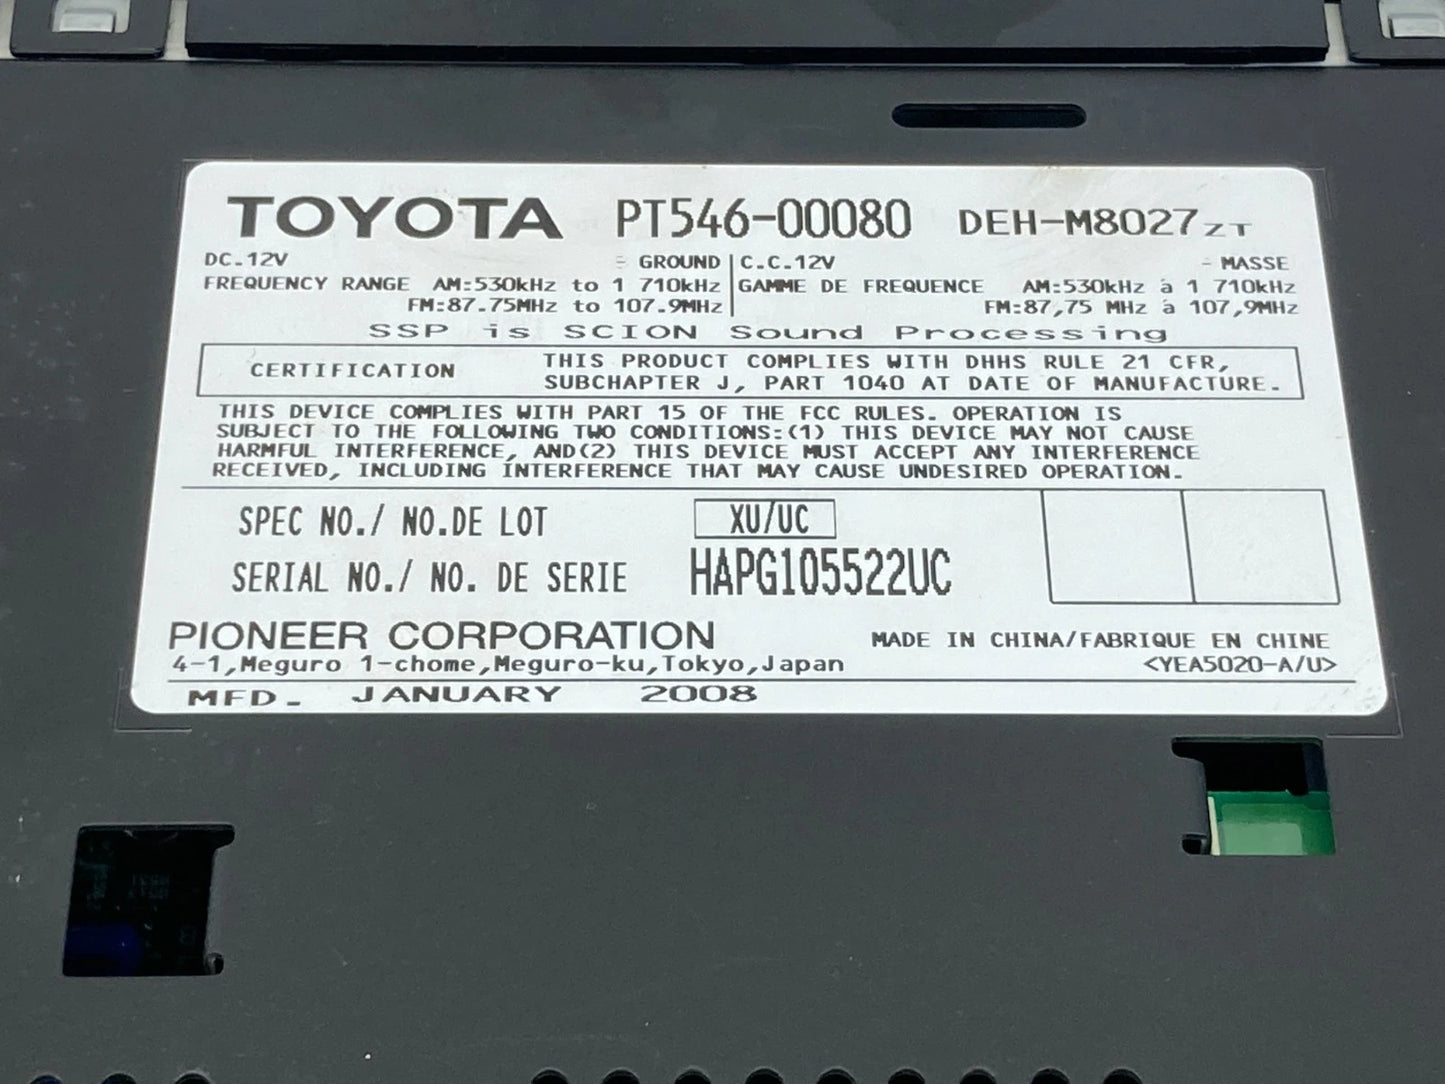 TOYOTA PT546-00080 DEH-M8027ZT
DC.12V GROUND C.C.12V MASSE
FREQUENCY RANGE AM:530kHz to 1 710kHz GAMME DE FREQUENCE AM:530kHz à 1 710kHz
FM:87.75MHz to 107.9MHz FM:87,75 MHz à 107,9MHz
SSP is SCION Sound Processing
CERTIFICATION THIS PRODUCT COMPLIES WITH DHHS RULE 21 CFR,
SUBCHAPTER J, PART 1040 AT DATE OF MANUFACTURE.
THIS DEVICE COMPLIES WITH PART 15 OF THE FCC RULES. OPERATION IS
SUBJECT TO THE FOLLOWING TWO CONDITIONS:(1) THIS DEVICE MAY NOT CAUSE
HARMFUL INTERFERENCE, AND(2) THIS DEVICE MUST ACCEPT ANY INTERFERENCE
RECEIVED, INCLUDING INTERFERENCE THAT MAY CAUSE UNDESIRED OPERATION.
SPEC NO./ NO.DE LOT XU/UC
SERIAL NO./ NO. DE SERIE HAPG105522UC
PIONEER CORPORATION MADE IN CHINA/FABRIQUE EN CHINE
4-1,Meguro 1-chome,Meguro-ku,Tokyo,Japan <YEA5020-A/U>
MFD. JANUARY 2008